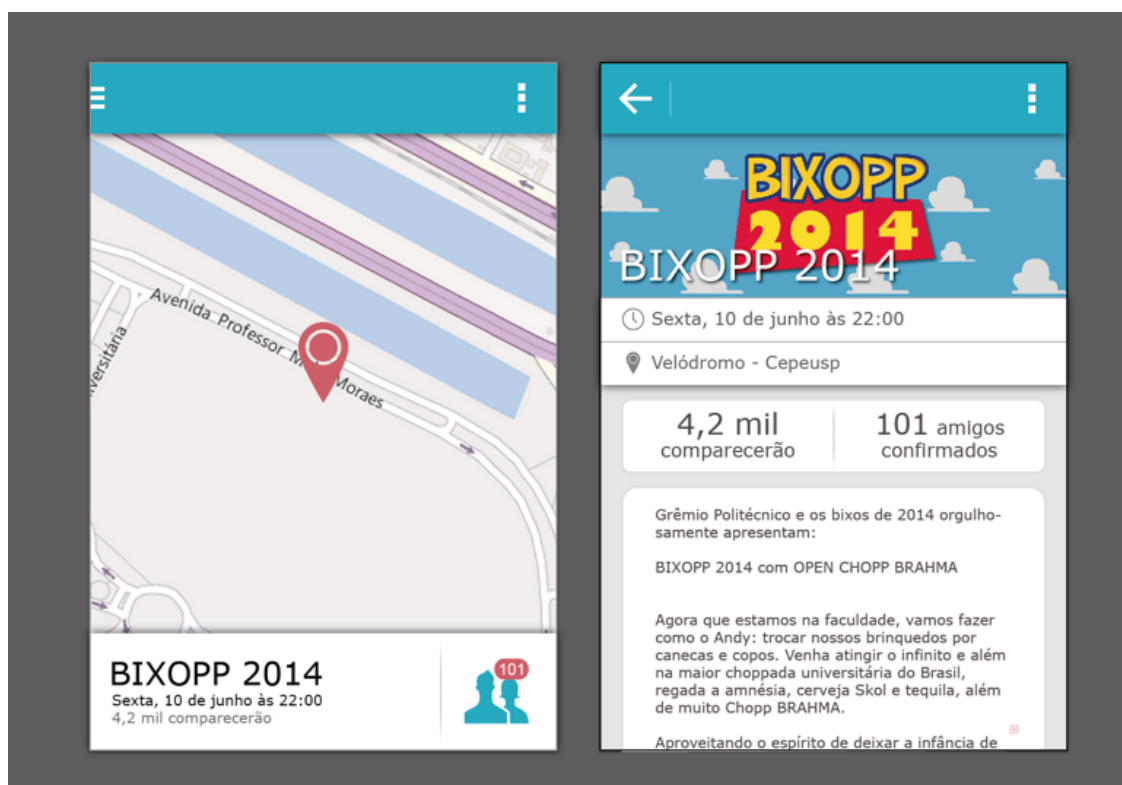 Avenida Professor M
Moraes
versitária
BIXOPP 2014
Sexta, 10 de junho às 22:00
4,2 mil comparecerão
101
BIXOPP
2014
BIXOPP 2014
Sexta, 10 de junho às 22:00
Velódromo - Cepeusp
4,2 mil
comparecerão
101 amigos
confirmados
Grêmio Politécnico e os bixos de 2014 orgulho-
samente apresentam:
BIXOPP 2014 com OPEN CHOPP BRAHMA
Agora que estamos na faculdade, vamos fazer
como o Andy: trocar nossos brinquedos por
canecas e copos. Venha atingir o infinito e além
na maior choppada universitária do Brasil,
regada a amnésia, cerveja Skol e tequila, além
de muito Chopp BRAHMA.
Aproveitando o espírito de deixar a infância de